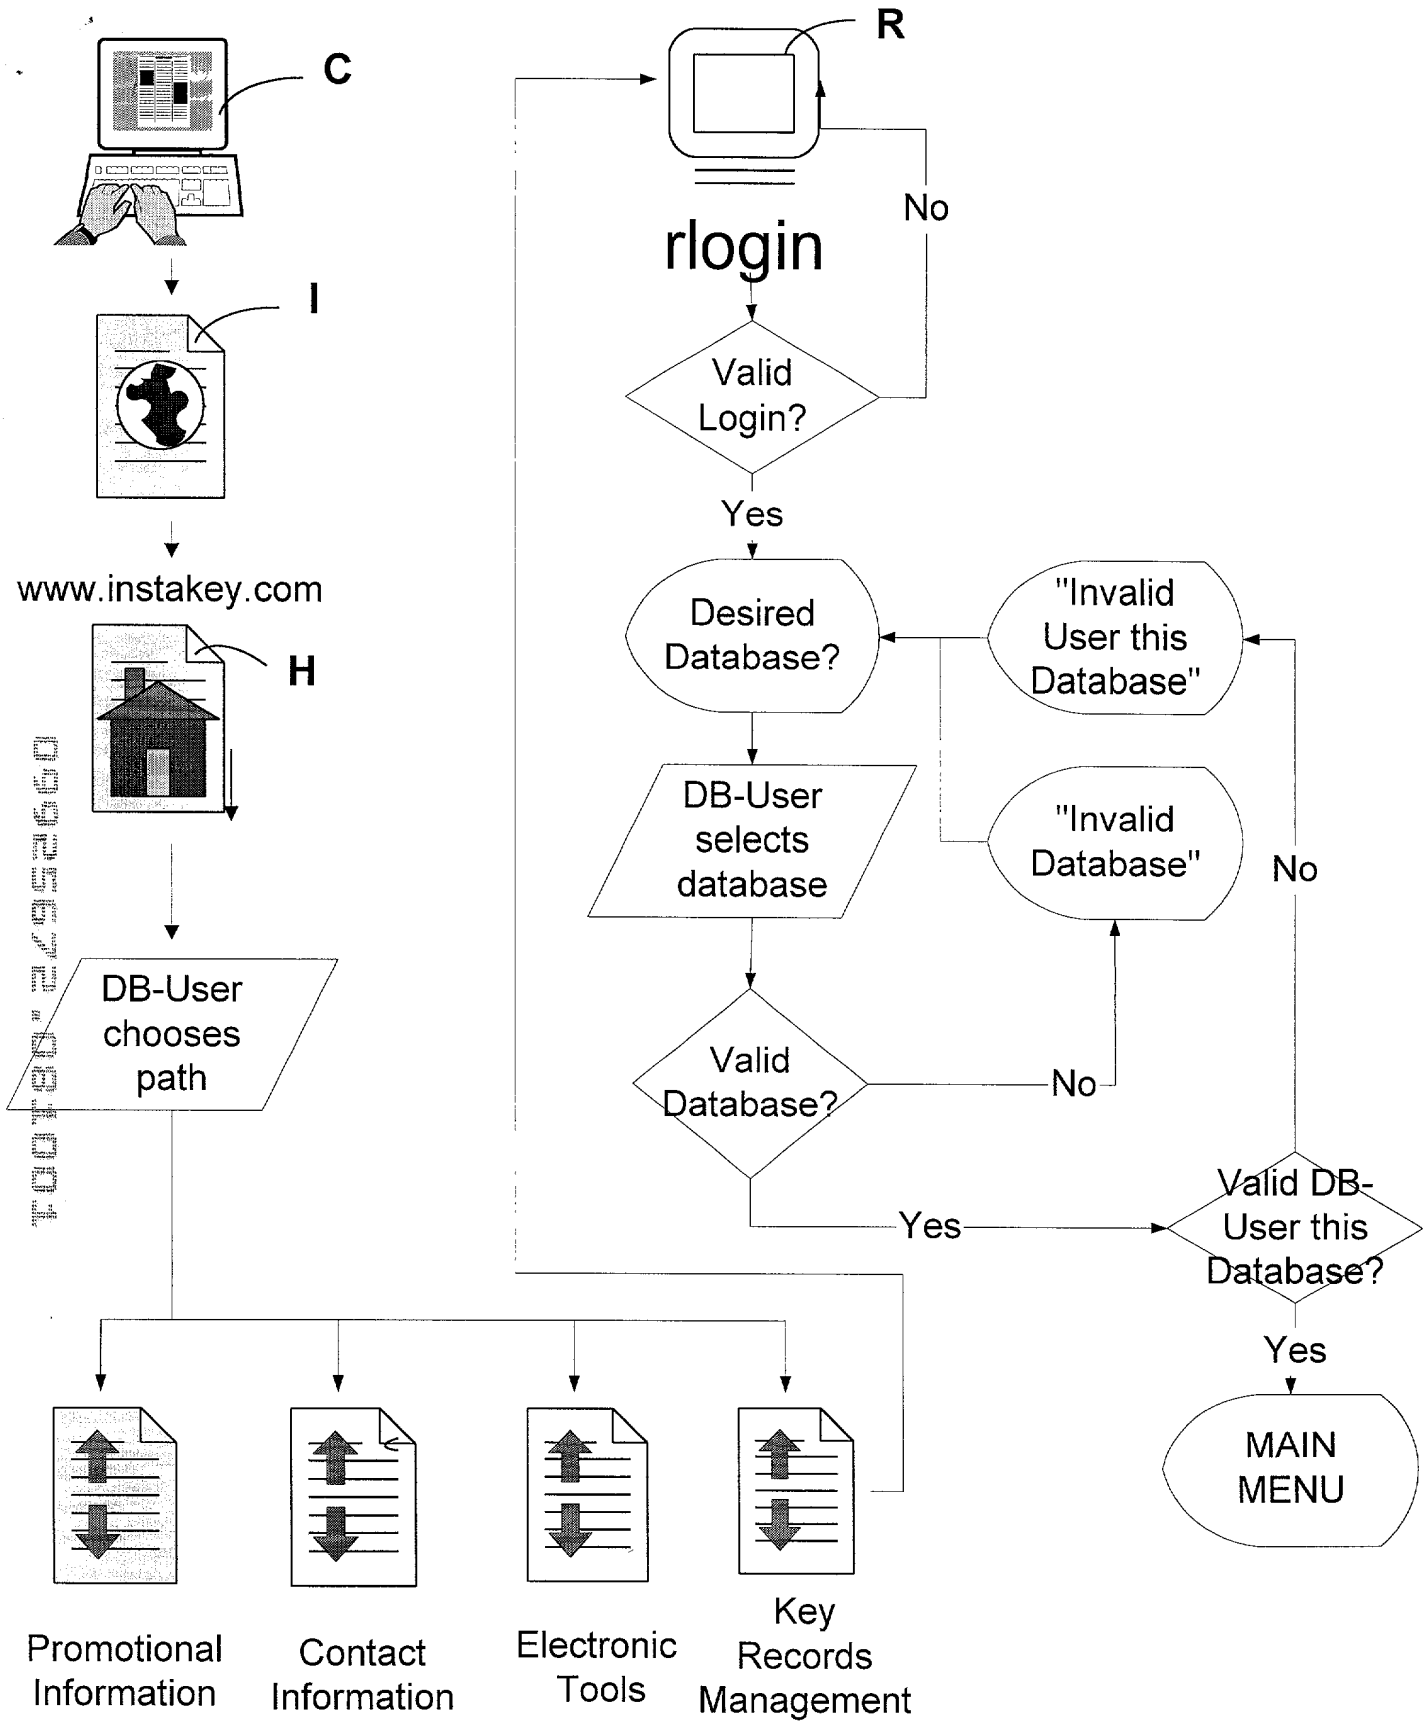 C
I
www.instakey.com
H
DB-User
chooses
path
Promotional
Information
Contact
Information
Electronic
Tools
Key
Records
Management
R
rlogin
No
Valid
Login?
Yes
Desired
Database?
"Invalid
User this
Database"
DB-User
selects
database
"Invalid
Database"
No
Valid
Database?
No
Yes
Valid DB-
User this
Database?
Yes
MAIN
MENU